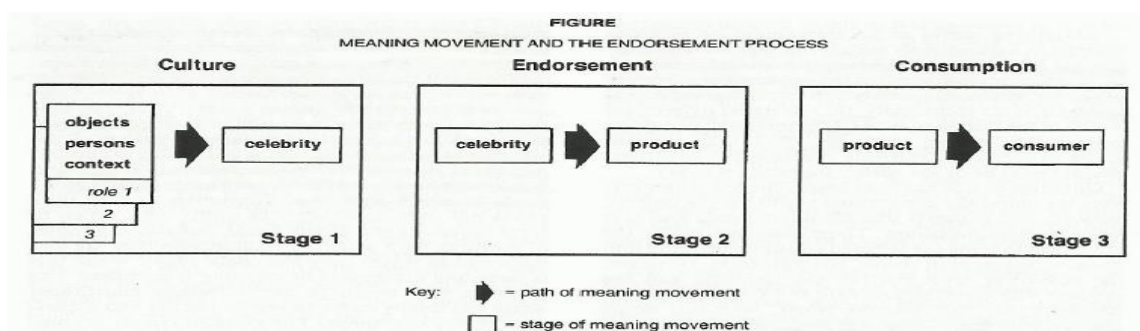 FIGURE
MEANING MOVEMENT AND THE ENDORSEMENT PROCESS
Culture
objects
persons
context
role 1
2
3
celebrity
Stage 1
Endorsement
celebrity
product
Stage 2
Consumption
product
consumer
Stage 3
Key:
= path of meaning movement
= stage of meaning movement